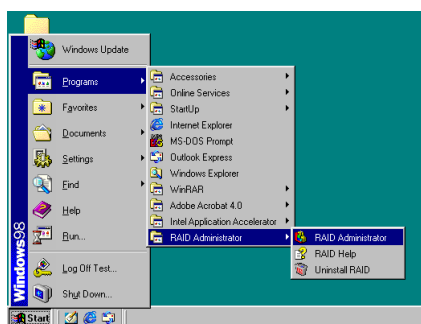 Windows Update
Programs
Favorites
Documents
Settings
Find
Help
Run...
Log Off Test...
Shut Down...
Windows98
Accessories
Online Services
StartUp
Internet Explorer
MS-DOS Prompt
Outlook Express
Windows Explorer
WinRAR
Adobe Acrobat 4.0
Intel Application Accelerator
RAID Administrator
RAID Administrator
RAID Help
Uninstall RAID
Start